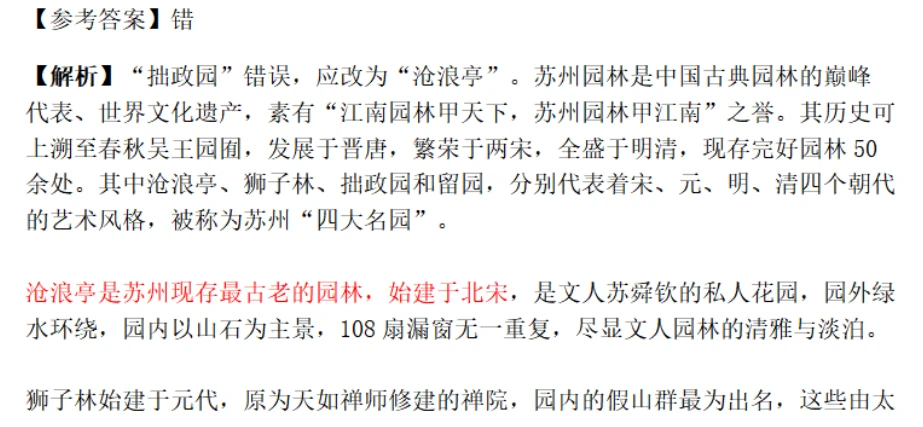 【参考答案】错
【解析】“拙政园”错误，应改为“沧浪亭”。苏州园林是中国古典园林的巅峰
代表、世界文化遗产，素有“江南园林甲天下，苏州园林甲江南”之誉。其历史可
上溯至春秋吴王园囿，发展于晋唐，繁荣于两宋，全盛于明清，现存完好园林 50
余处。其中沧浪亭、狮子林、拙政园和留园，分别代表着宋、元、明、清四个朝代
的艺术风格，被称为苏州“四大名园”。
沧浪亭是苏州现存最古老的园林，始建于北宋，是文人苏舜钦的私人花园，园外绿
水环绕，园内以山石为主景，108 扇漏窗无一重复，尽显文人园林的清雅与淡泊。
狮子林始建于元代，原为天如禅师修建的禅院，园内的假山群最为出名，这些由太